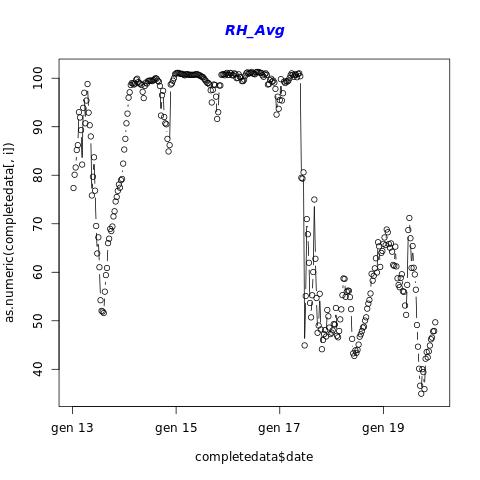 RH_Avg
as.numeric(completedata[, i])
100
90
80
70
60
50
40
gen 13
gen 15
gen 17
gen 19
completedata$date